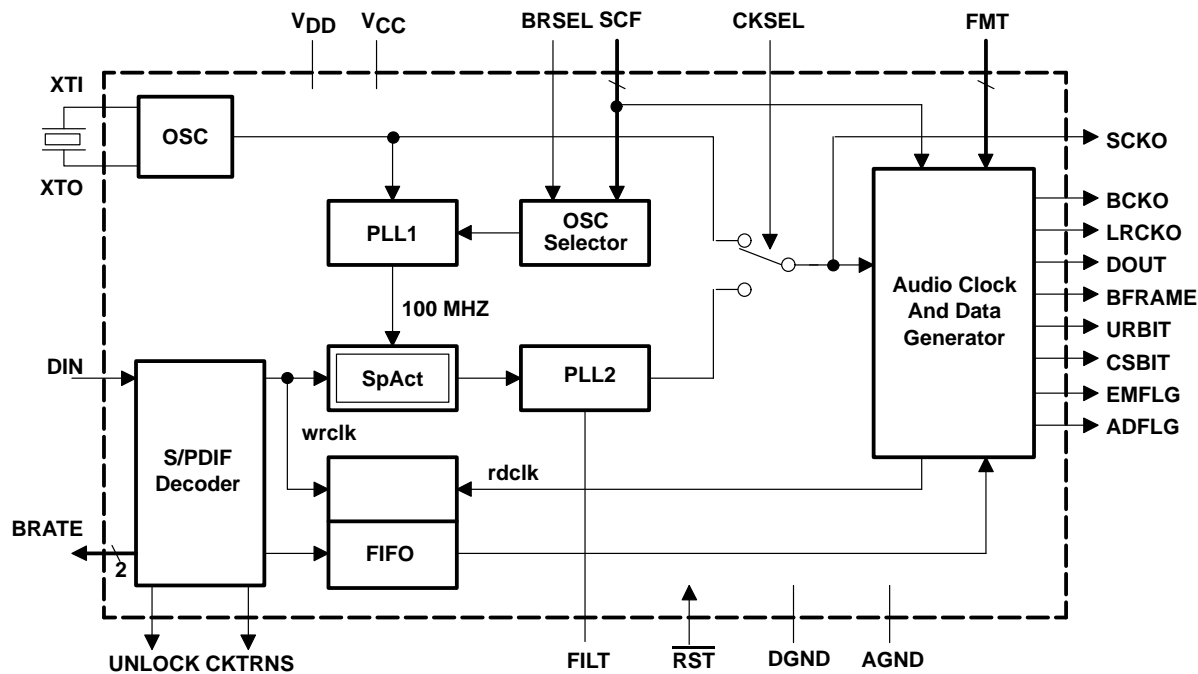 VDD
VCC
BRSEL SCF
CKSEL
FMT
XTI
OSC
XTO
SCKO
PLL1
OSC
Selector
BCKO
LRCKO
DOUT
BFRAME
URBIT
CSBIT
EMFLG
ADFLG
Audio Clock
And Data
Generator
100 MHZ
DIN
SpAct
PLL2
wrclk
S/PDIF
Decoder
rdclk
BRATE
2
FIFO
UNLOCK CKTRNS
FILT
RST
DGND
AGND